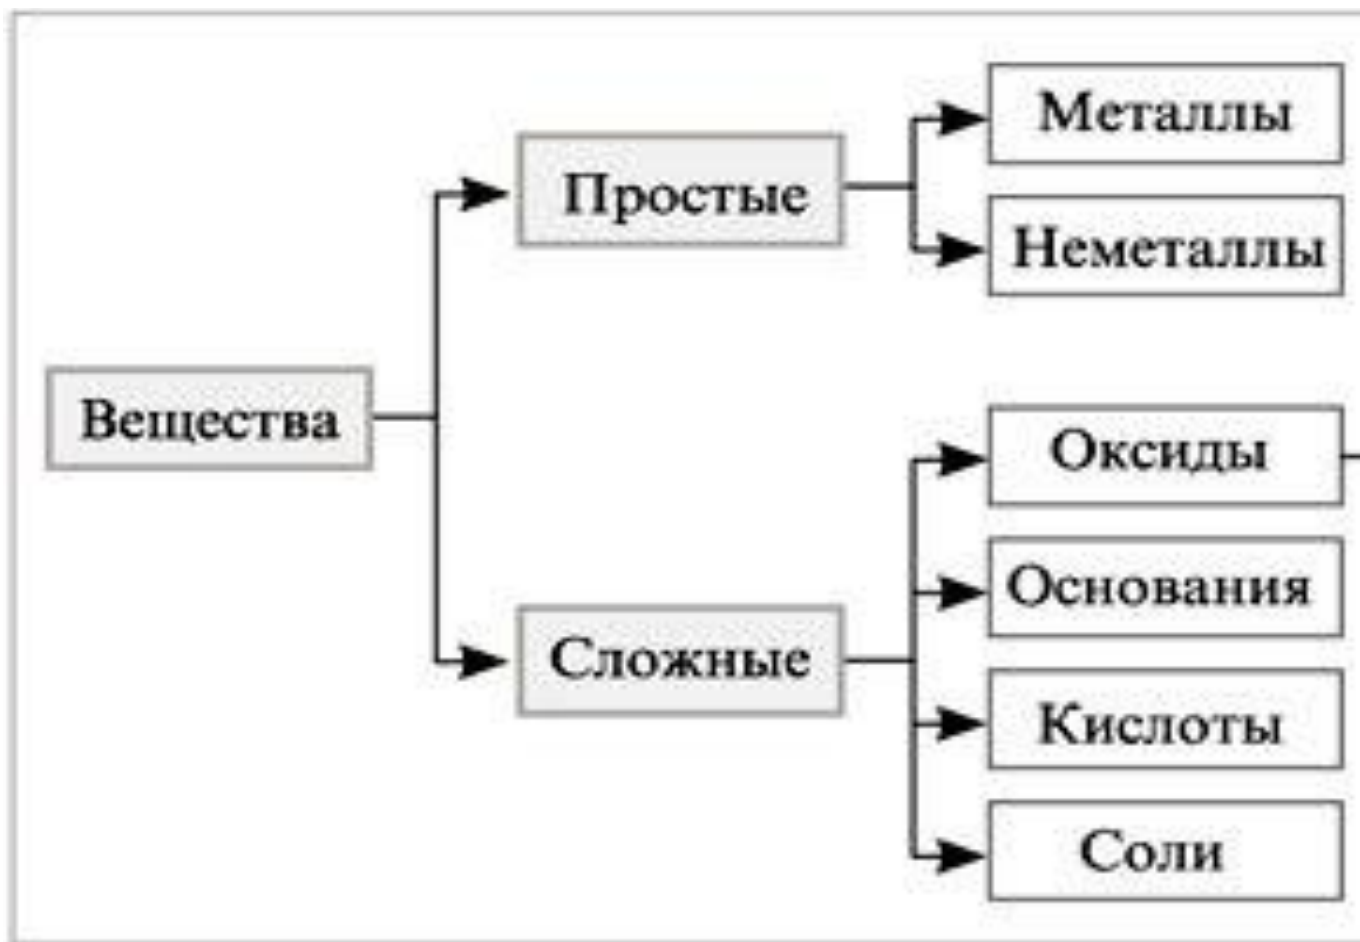 Вещества
Простые
Металлы
Неметаллы
Сложные
Оксиды
Основания
Кислоты
Соли